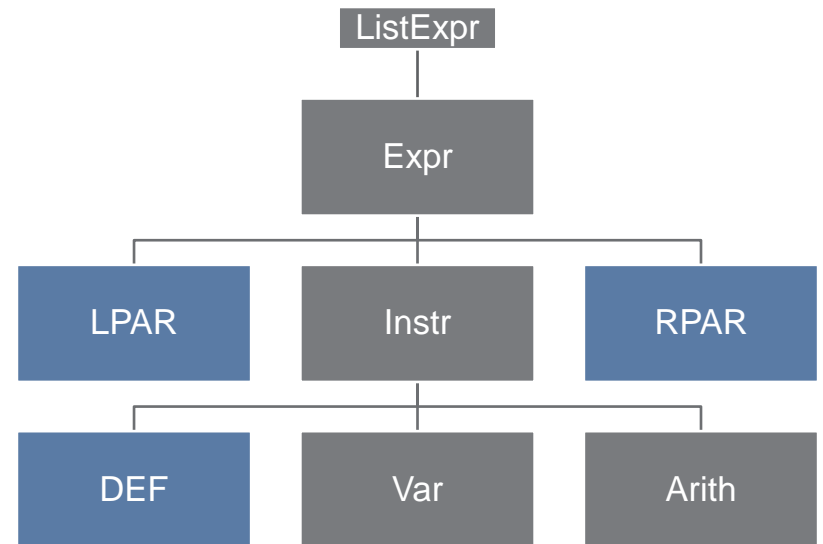 ListExpr
Expr
LPAR
Instr
RPAR
DEF
Var
Arith